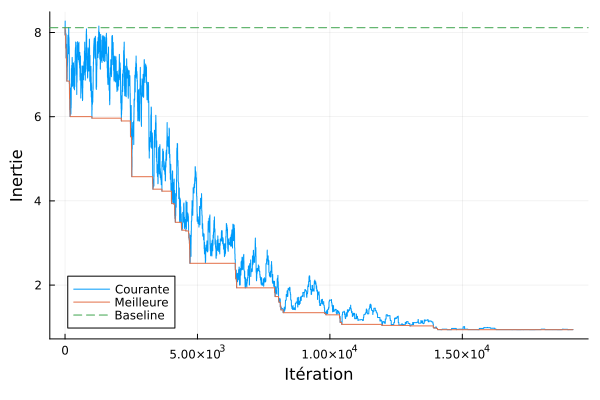 Inertie
8
6
4
2
Courante
Meilleure
Baseline
0
5.00×10³
1.00×10⁴
1.50×10⁴
Itération